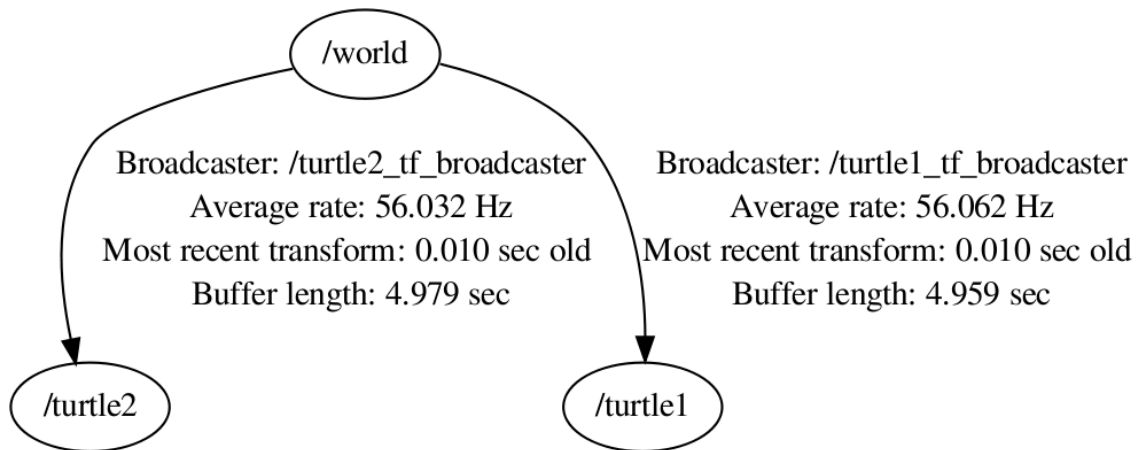 /world
Broadcaster: /turtle2_tf_broadcaster
Average rate: 56.032 Hz
Most recent transform: 0.010 sec old
Buffer length: 4.979 sec
Broadcaster: /turtle1_tf_broadcaster
Average rate: 56.062 Hz
Most recent transform: 0.010 sec old
Buffer length: 4.959 sec
/turtle2
/turtle1